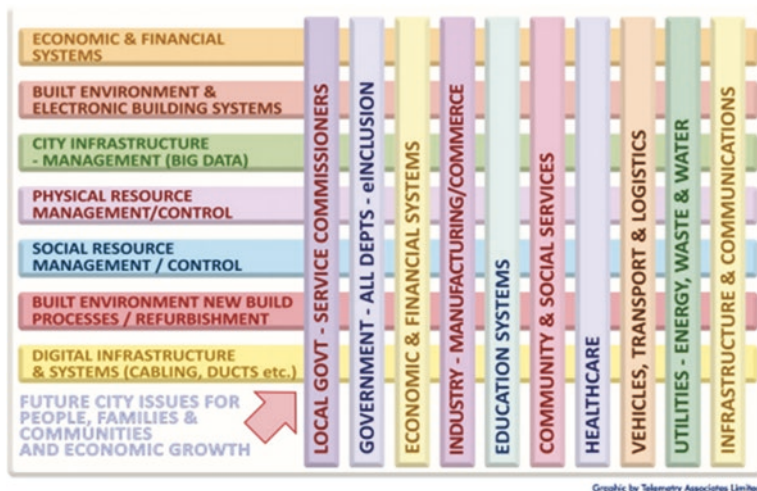 ECONOMIC & FINANCIAL
SYSTEMS
BUILT ENVIRONMENT &
ELECTRONIC BUILDING SYSTEMS
CITY INFRASTRUCTURE
- MANAGEMENT (BIG DATA)
PHYSICAL RESOURCE
MANAGEMENT/CONTROL
SOCIAL RESOURCE
MANAGEMENT / CONTROL
BUILT ENVIRONMENT NEW BUILD
PROCESSES / REFURBISHMENT
DIGITAL INFRASTRUCTURE
& SYSTEMS (CABLING, DUCTS etc.)
FUTURE CITY ISSUES FOR
PEOPLE, FAMILIES &
COMMUNITIES
AND ECONOMIC GROWTH
LOCAL GOVT - SERVICE COMMISSIONERS
GOVERNMENT - ALL DEPTS - eINCLUSION
ECONOMIC & FINANCIAL SYSTEMS
INDUSTRY - MANUFACTURING/COMMERCE
EDUCATION SYSTEMS
COMMUNITY & SOCIAL SERVICES
HEALTHCARE
VEHICLES, TRANSPORT & LOGISTICS
UTILITIES - ENERGY, WASTE & WATER
INFRASTRUCTURE & COMMUNICATIONS
Graphic by Telemetry Associates Limited